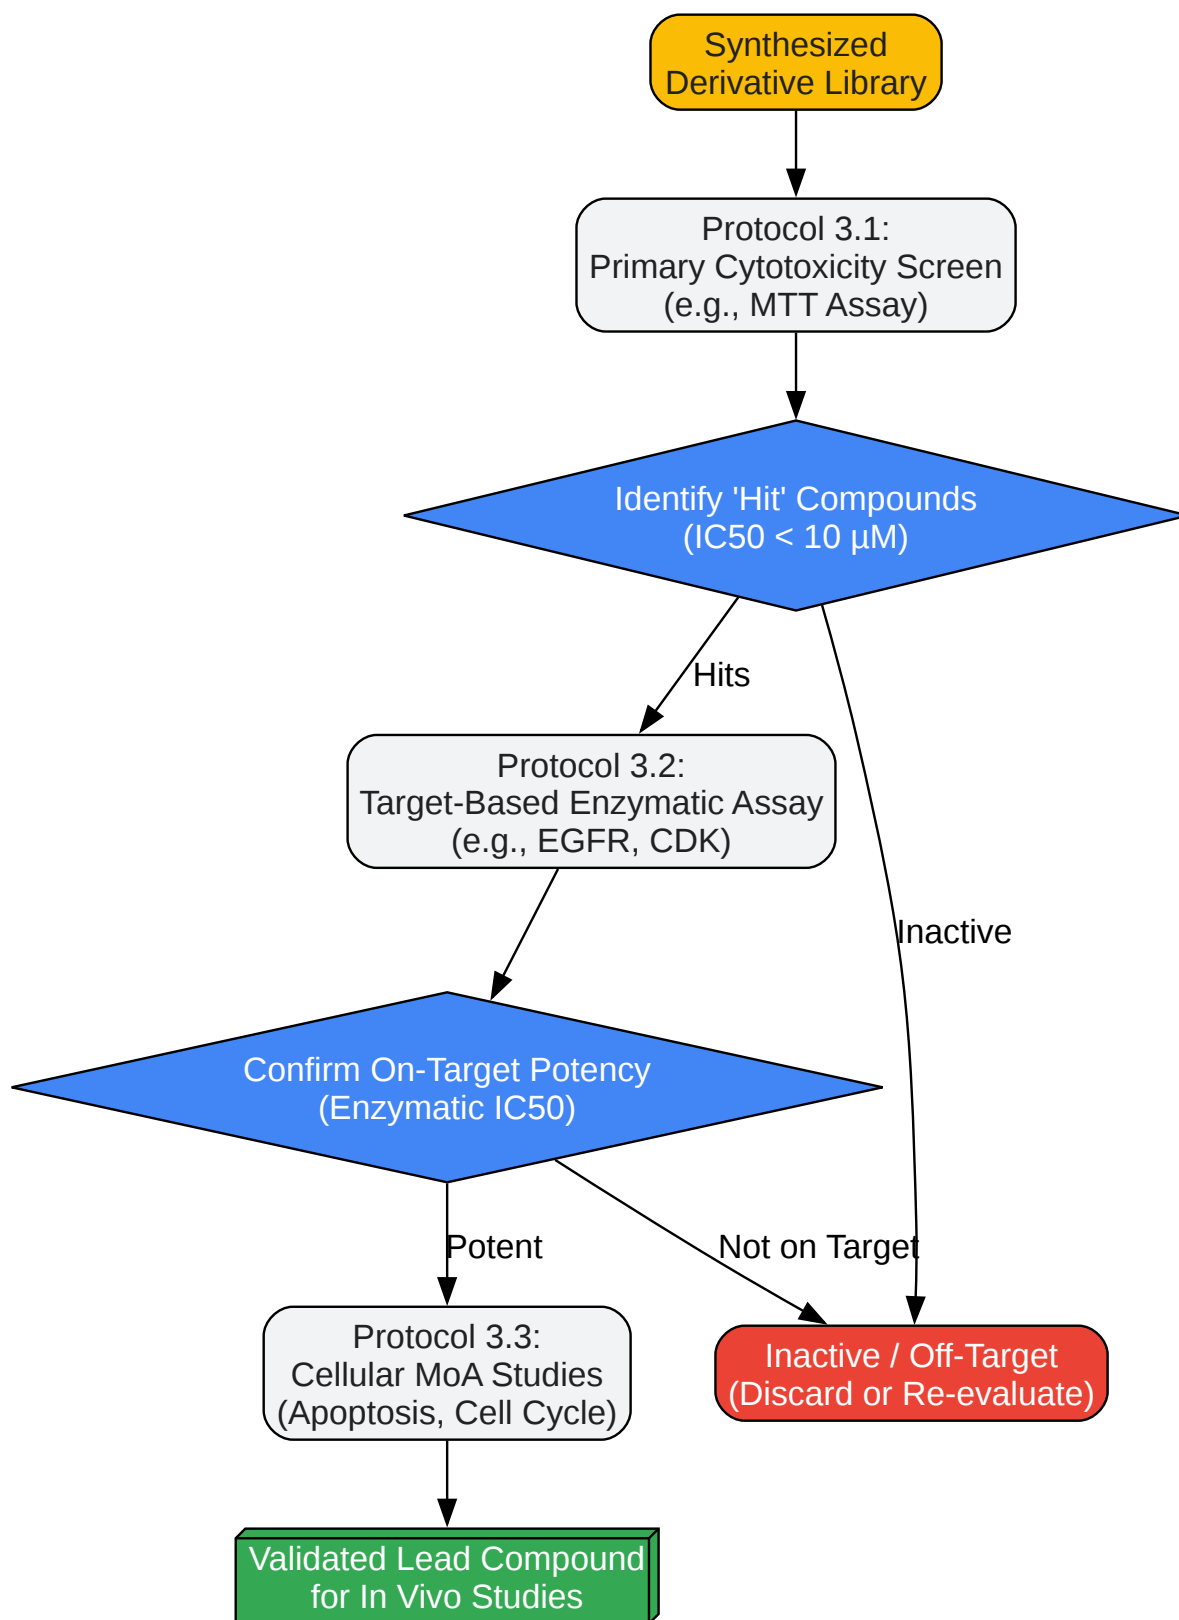 Synthesized
Derivative Library
Protocol 3.1:
Primary Cytotoxicity Screen
(e.g., MTT Assay)
Identify 'Hit' Compounds
(IC50 < 10 µM)
Hits
Protocol 3.2:
Target-Based Enzymatic Assay
(e.g., EGFR, CDK)
Inactive
Confirm On-Target Potency
(Enzymatic IC50)
Potent
Not on Target
Protocol 3.3:
Cellular MoA Studies
(Apoptosis, Cell Cycle)
Inactive / Off-Target
(Discard or Re-evaluate)
Validated Lead Compound
for In Vivo Studies